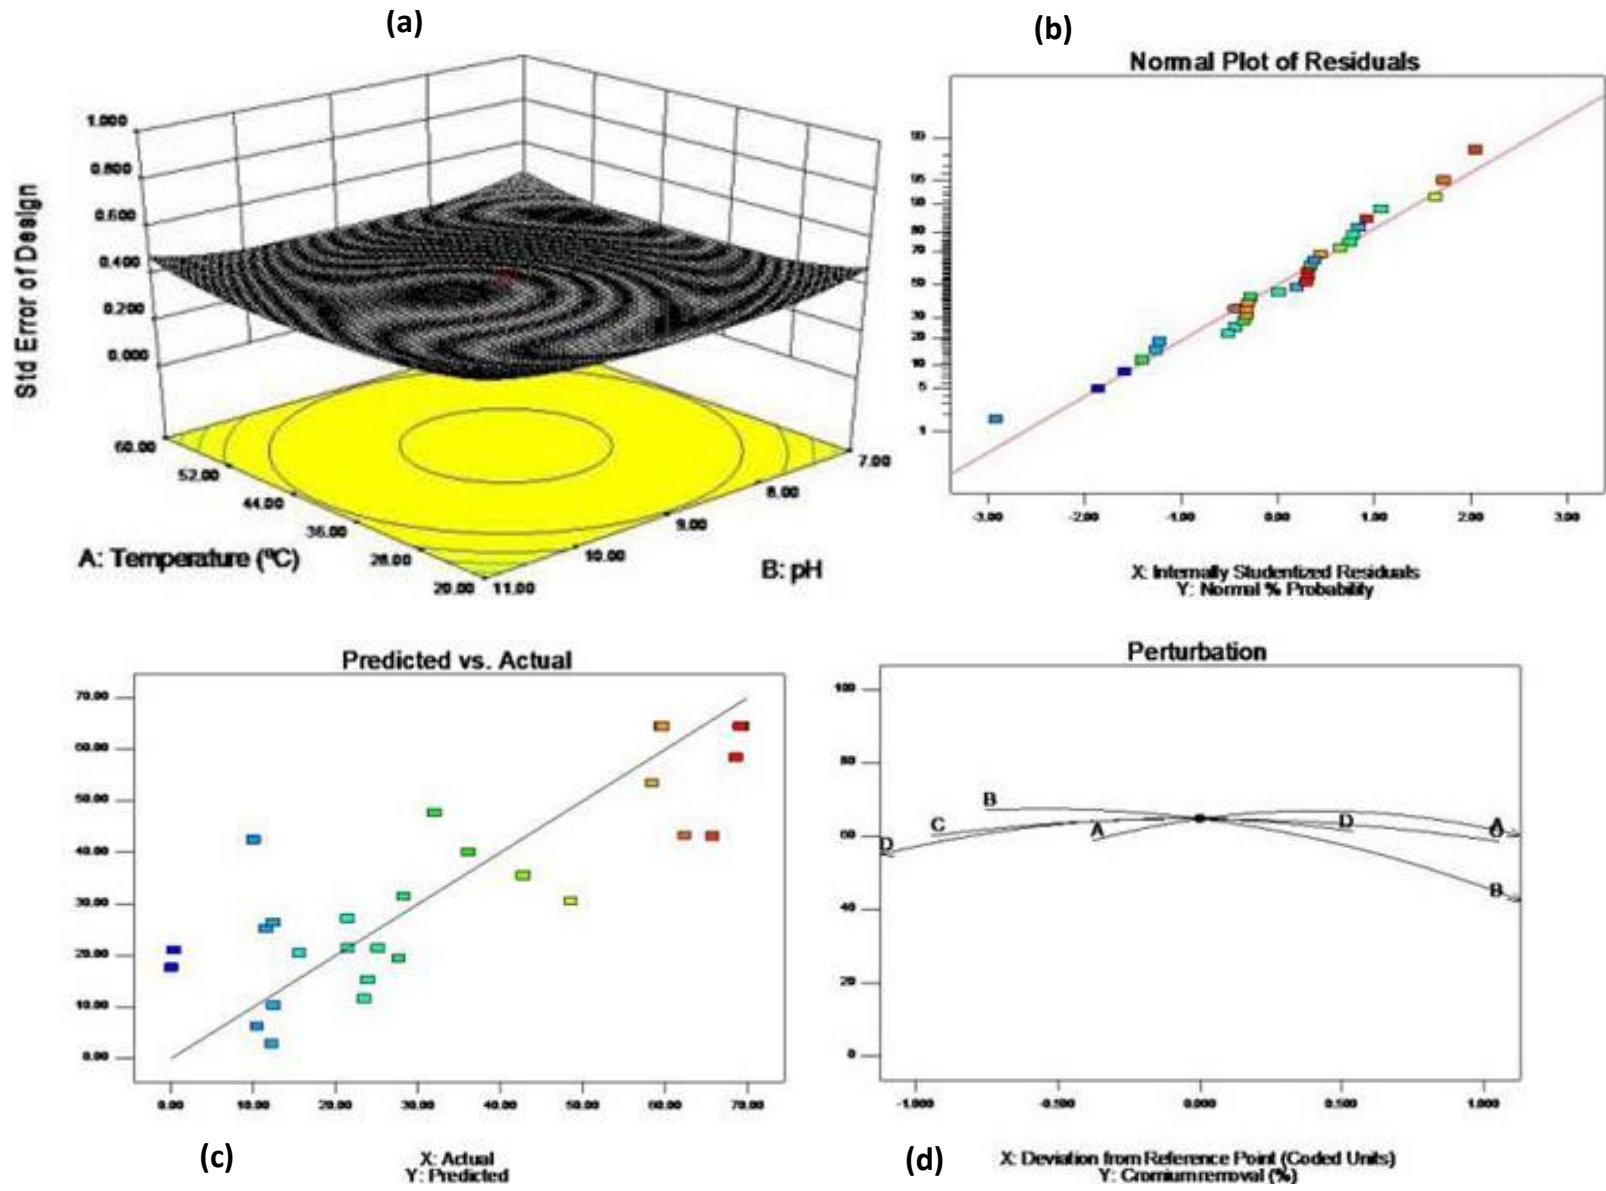 (a)
(b)
Normal Plot of Residuals
1.000
0.800
0.600
0.400
0.200
0.000
Std Error of Design
60.00
52.00
44.00
36.00
28.00
20.00
11.00
10.00
9.00
8.00
7.00
A: Temperature (ºC)
B: pH
99
95
90
80
70
50
30
20
10
5
1
-3.00
-2.00
-1.00
0.00
1.00
2.00
3.00
X: Internally Studentized Residuals
Y: Normal % Probability
Predicted vs. Actual
70.00
60.00
50.00
40.00
30.00
20.00
10.00
0.00
0.00
10.00
20.00
30.00
40.00
50.00
60.00
70.00
(c)
X: Actual
Y: Predicted
Perturbation
100
80
60
40
20
0
B
C
D
A
D
A
C
B
-1.000
-0.500
0.000
0.500
1.000
(d)
X: Deviation from Reference Point (Coded Units)
Y: Cromium removal (%)